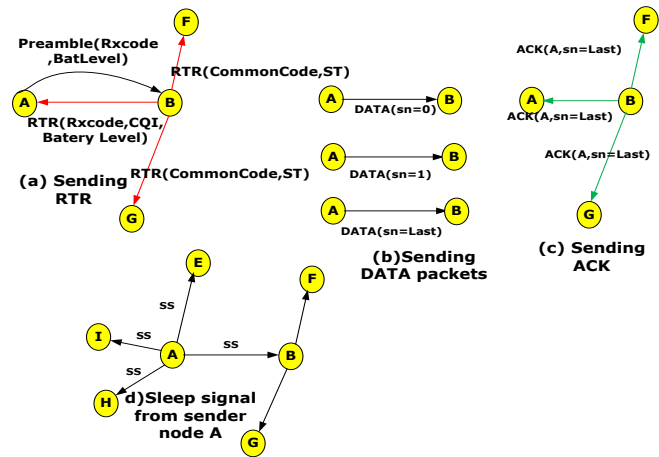 F
Preamble(Rxcode
,BatLevel)
RTR(CommonCode,ST)
A
B
RTR(Rxcode,CQI,
Batery Level)
(a) Sending
RTR
RTR(CommonCode,ST)
G
A
B
DATA(sn=0)
A
B
DATA(sn=1)
A
B
DATA(sn=Last)
(b)Sending
DATA packets
F
ACK(A,sn=Last)
A
B
ACK(A,sn=Last)
ACK(A,sn=Last)
G
(c) Sending
ACK
E
F
ss
I
ss
A
ss
B
ss
H
d)Sleep signal
from sender
node A
G